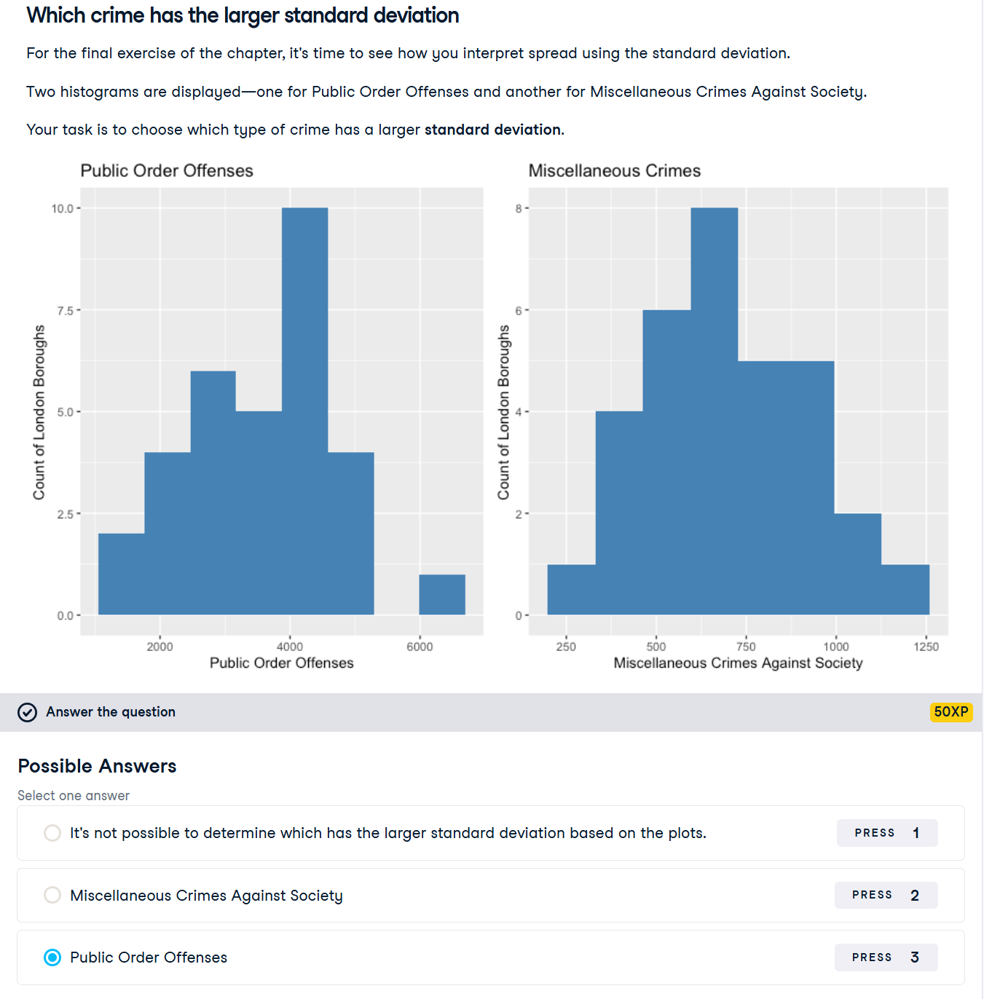 Which crime has the larger standard deviation
For the final exercise of the chapter, it's time to see how you interpret spread using the standard deviation.
Two histograms are displayed—one for Public Order Offenses and another for Miscellaneous Crimes Against Society.
Your task is to choose which type of crime has a larger standard deviation.
Public Order Offenses
10.0
7.5
5.0
2.5
0.0
Count of London Boroughs
2000 4000 6000
Public Order Offenses
Miscellaneous Crimes
8
6
4
2
0
Count of London Boroughs
250 500 750 1000 1250
Miscellaneous Crimes Against Society
Answer the question
50XP
Possible Answers
Select one answer
It's not possible to determine which has the larger standard deviation based on the plots.
PRESS 1
Miscellaneous Crimes Against Society
PRESS 2
Public Order Offenses
PRESS 3